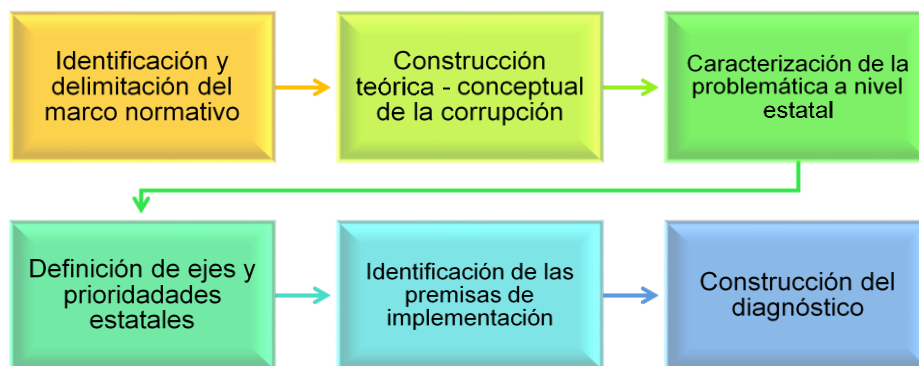 Identificación y
delimitación del
marco normativo
Construcción
teórica - conceptual
de la corrupción
Caracterización de la
problemática a nivel
estatal
Definición de ejes y
prioridadades
estatales
Identificación de las
premisas de
implementación
Construcción del
diagnóstico